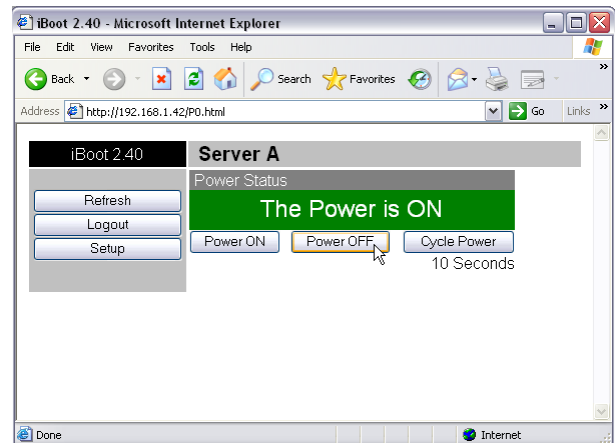 iBoot 2.40 - Microsoft Internet Explorer
File Edit View Favorites Tools Help
Back Search Favorites »
Address http://192.168.1.42/P0.html Go Links »
iBoot 2.40 Server A
Power Status
Refresh The Power is ON
Logout
Power ON Power OFF Cycle Power
Setup
10 Seconds
Done Internet